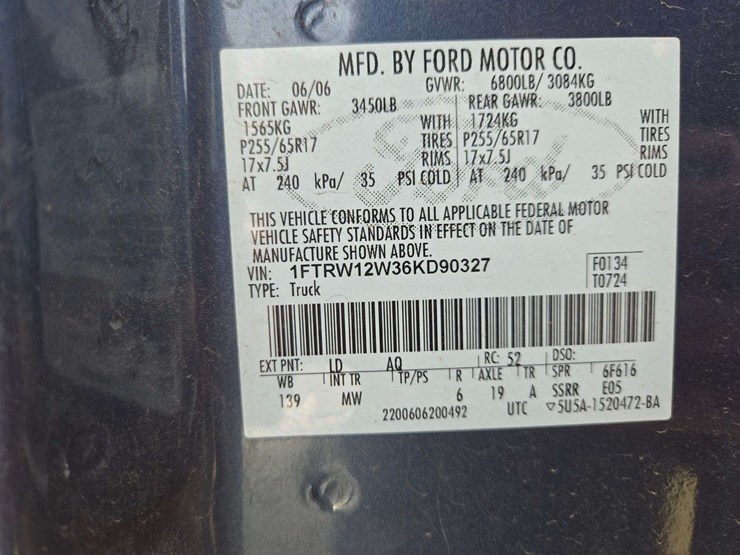 MFD. BY FORD MOTOR CO.
DATE: 06/06 GVWR: 6800LB/ 3084KG
FRONT GAWR: 3450LB REAR GAWR: 3800LB
1565KG WITH 1724KG WITH
P255/65R17 TIRES P255/65R17 TIRES
17x7.5J RIMS 17x7.5J RIMS
AT 240 kPa/ 35 PSI COLD AT 240 kPa/ 35 PSI COLD
THIS VEHICLE CONFORMS TO ALL APPLICABLE FEDERAL MOTOR
VEHICLE SAFETY STANDARDS IN EFFECT ON THE DATE OF
MANUFACTURE SHOWN ABOVE.
VIN: 1FTRW12W36KD90327 F0134
TYPE: Truck T0724
EXT PNT: LD AQ RC: 52 DSO:
WB INT TR TP/PS R AXLE TR SPR 6F616
139 MW 6 19 A SSRR E05
2200606200492 UTC ▽5U5A-1520472-BA
Ford